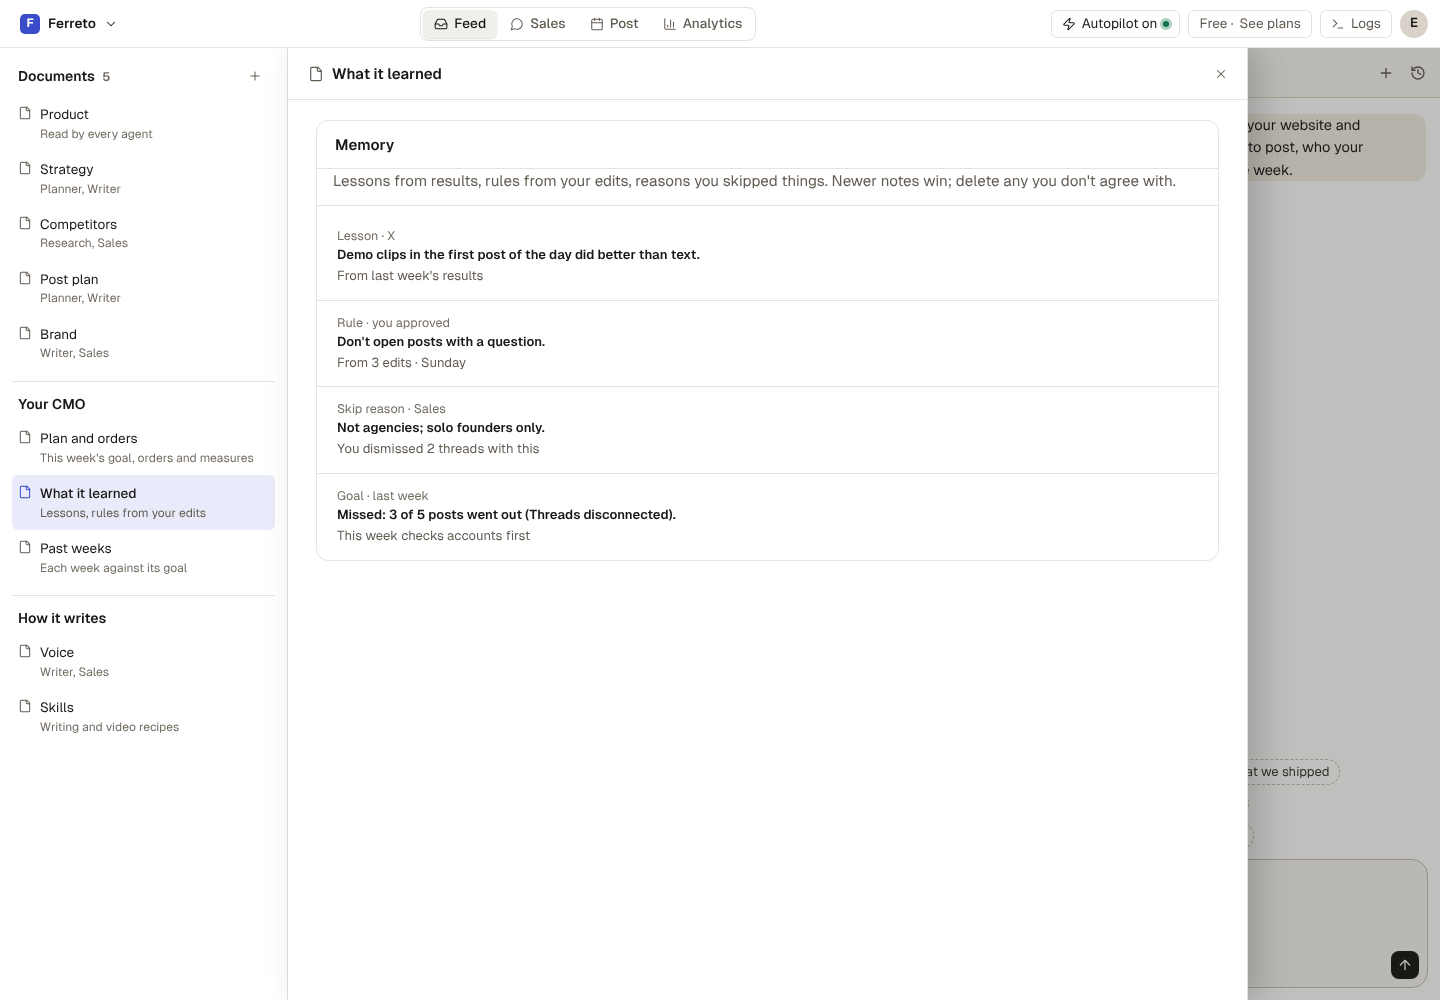 F Ferreto
Feed
Sales
Post
Analytics
Autopilot on
Free · See plans
Logs
E
Documents 5
Product
Read by every agent
Strategy
Planner, Writer
Competitors
Research, Sales
Post plan
Planner, Writer
Brand
Writer, Sales
Your CMO
Plan and orders
This week's goal, orders and measures
What it learned
Lessons, rules from your edits
Past weeks
Each week against its goal
How it writes
Voice
Writer, Sales
Skills
Writing and video recipes
What it learned
Memory
Lessons from results, rules from your edits, reasons you skipped things. Newer notes win; delete any you don't agree with.
Lesson · X
Demo clips in the first post of the day did better than text.
From last week's results
Rule · you approved
Don't open posts with a question.
From 3 edits · Sunday
Skip reason · Sales
Not agencies; solo founders only.
You dismissed 2 threads with this
Goal · last week
Missed: 3 of 5 posts went out (Threads disconnected).
This week checks accounts first
your website and
to post, who your
week.
at we shipped